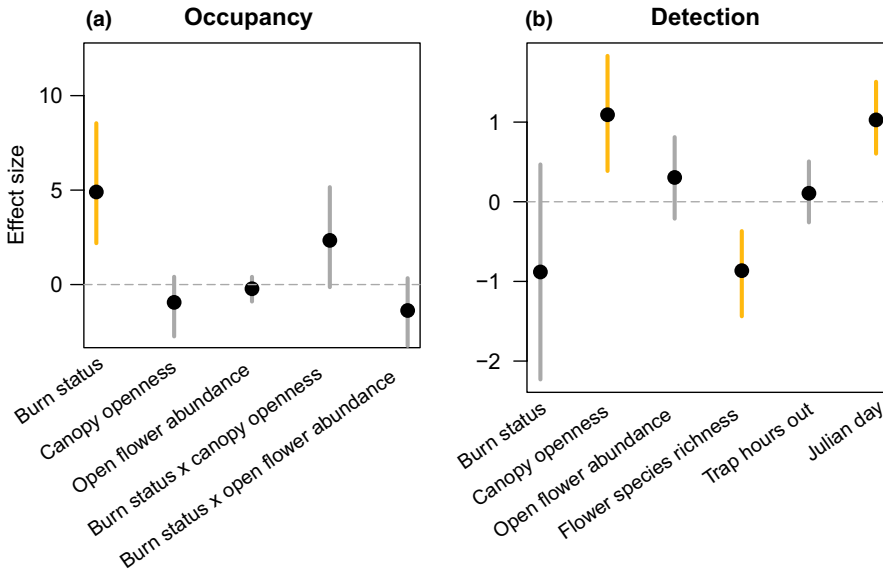 (a) Occupancy
Effect size
10
5
0
Burn status
Canopy openness
Open flower abundance
Burn status x canopy openness
Burn status x open flower abundance
(b) Detection
1
0
−1
−2
Burn status
Canopy openness
Open flower abundance
Flower species richness
Trap hours out
Julian day